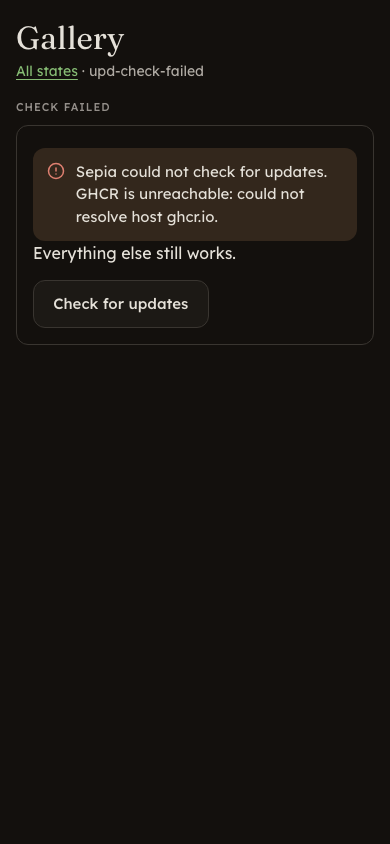 Gallery
All states · upd-check-failed
CHECK FAILED
Sepia could not check for updates.
GHCR is unreachable: could not
resolve host ghcr.io.
Everything else still works.
Check for updates